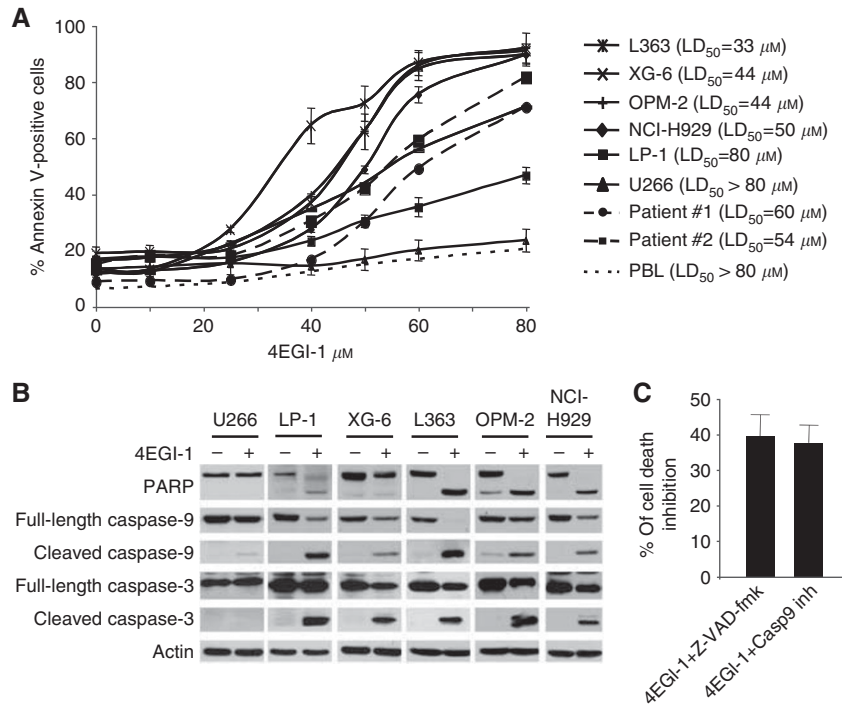 A
% Annexin V-positive cells
100
80
60
40
20
0
0
20
40
60
80
4EGI-1 μM
L363 (LD50=33 μM)
XG-6 (LD50=44 μM)
OPM-2 (LD50=44 μM)
NCI-H929 (LD50=50 μM)
LP-1 (LD50=80 μM)
U266 (LD50 > 80 μM)
Patient #1 (LD50=60 μM)
Patient #2 (LD50=54 μM)
PBL (LD50 > 80 μM)
B
U266 LP-1 XG-6 L363 OPM-2 NCI-H929
4EGI-1 – + – + – + – + – + – +
PARP
Full-length caspase-9
Cleaved caspase-9
Full-length caspase-3
Cleaved caspase-3
Actin
C
% Of cell death
inhibition
50
40
30
20
10
0
4EGI-1+Z-VAD-fmk
4EGI-1+Casp9 inh